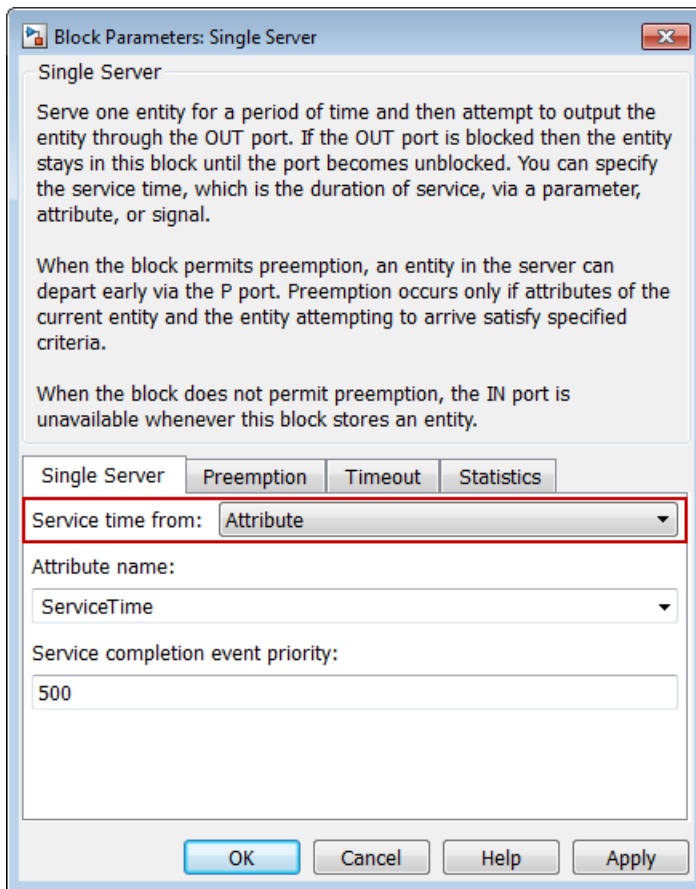 Block Parameters: Single Server
Single Server
Serve one entity for a period of time and then attempt to output the
entity through the OUT port. If the OUT port is blocked then the entity
stays in this block until the port becomes unblocked. You can specify
the service time, which is the duration of service, via a parameter,
attribute, or signal.
When the block permits preemption, an entity in the server can
depart early via the P port. Preemption occurs only if attributes of the
current entity and the entity attempting to arrive satisfy specified
criteria.
When the block does not permit preemption, the IN port is
unavailable whenever this block stores an entity.
Single Server Preemption Timeout Statistics
Service time from: Attribute
Attribute name:
ServiceTime
Service completion event priority:
500
OK Cancel Help Apply